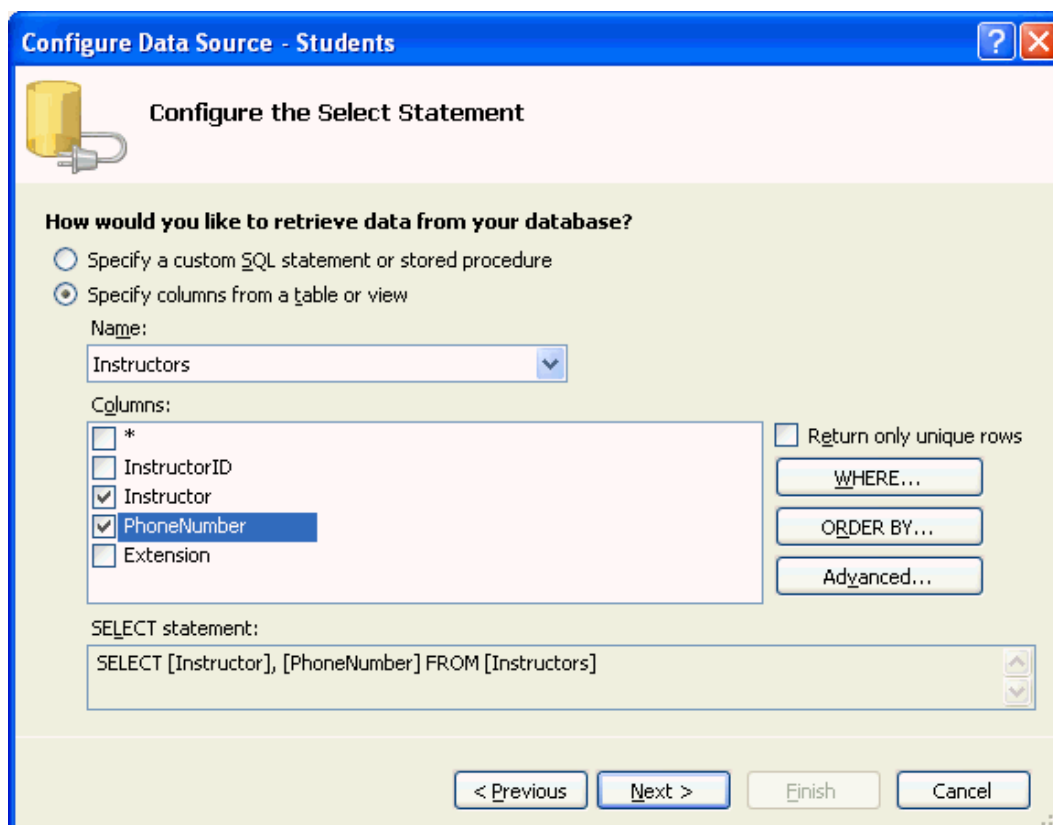 Configure Data Source - Students
Configure the Select Statement
How would you like to retrieve data from your database?
Specify a custom SQL statement or stored procedure
Specify columns from a table or view
Name:
Instructors
Columns:
*
InstructorID
Instructor
PhoneNumber
Extension
Return only unique rows
WHERE...
ORDER BY...
Advanced...
SELECT statement:
SELECT [Instructor], [PhoneNumber] FROM [Instructors]
< Previous
Next >
Finish
Cancel